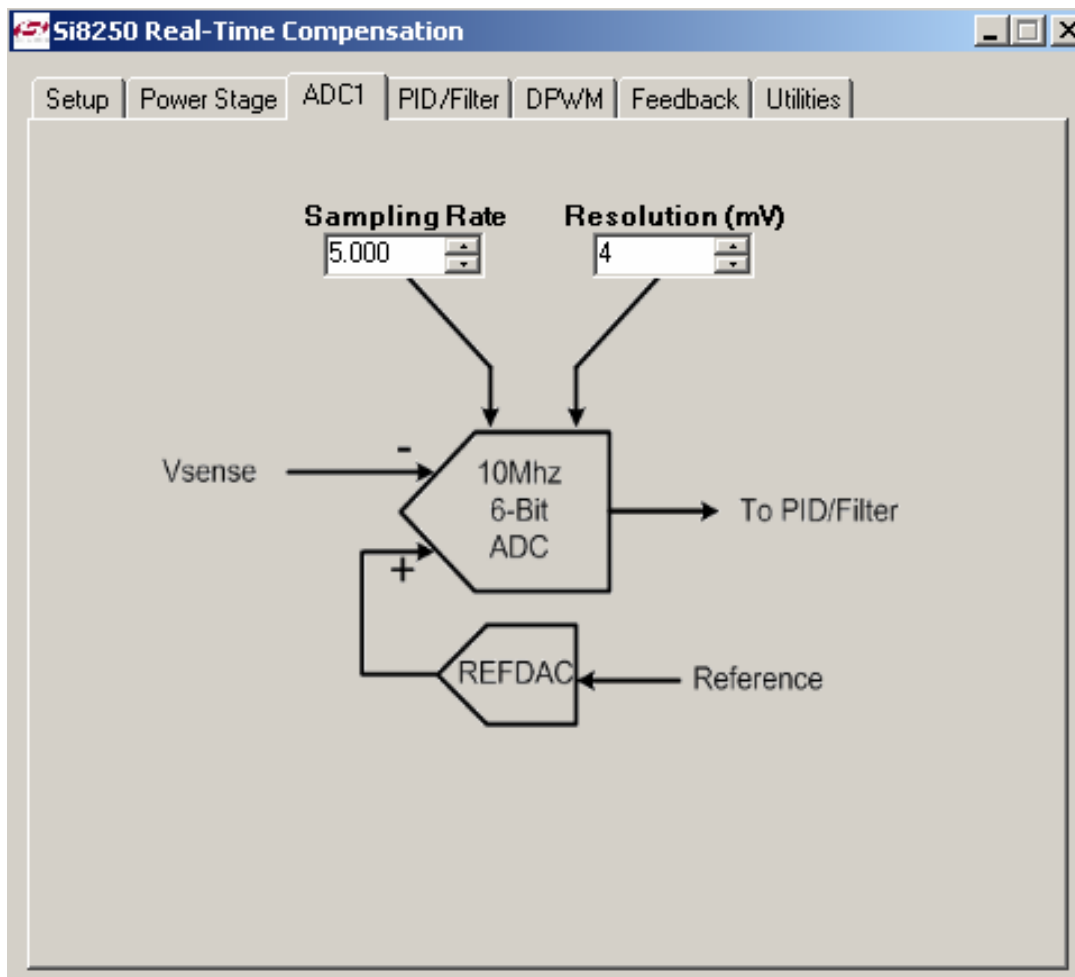 Si8250 Real-Time Compensation
Setup Power Stage ADC1 PID/Filter DPWM Feedback Utilities
Sampling Rate Resolution (mV)
5.000 4
-
Vsense
10Mhz
6-Bit
ADC
To PID/Filter
+
REFDAC
Reference